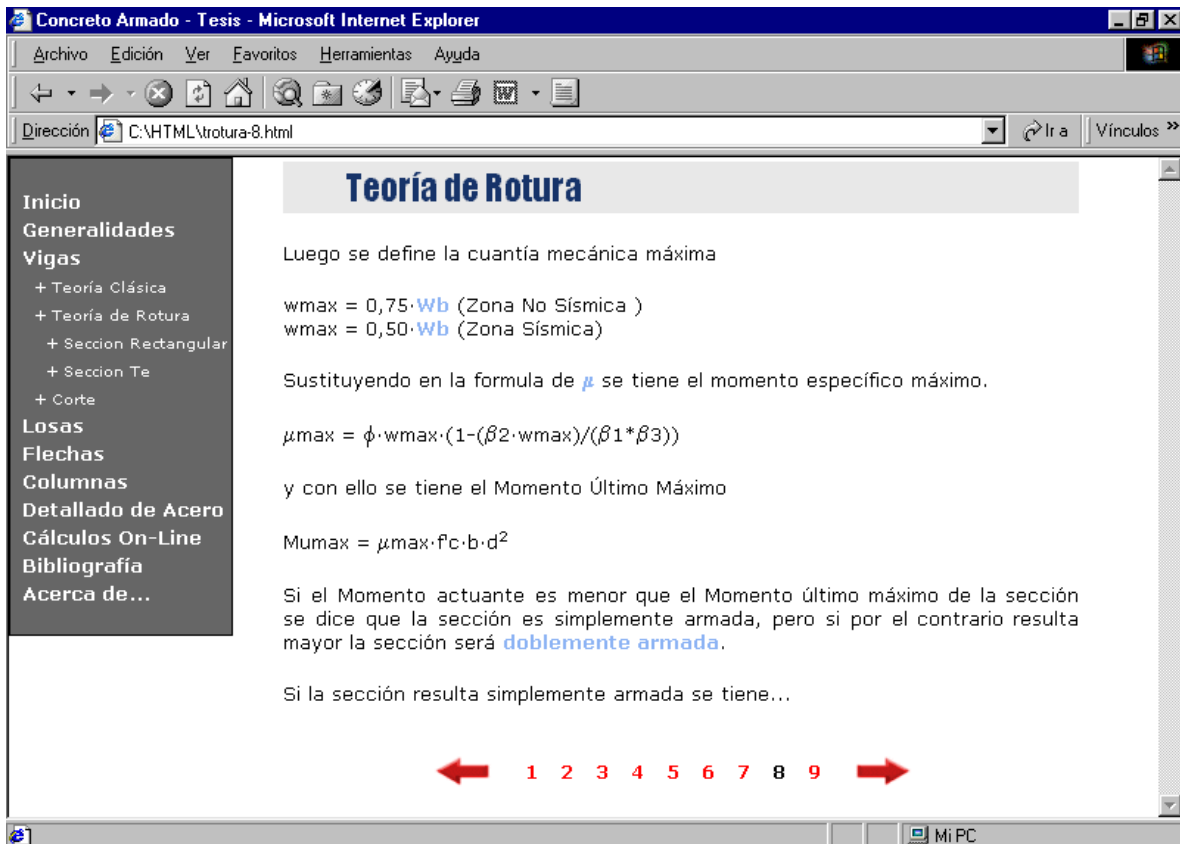 Concreto Armado - Tesis - Microsoft Internet Explorer
Archivo Edición Ver Favoritos Herramientas Ayuda
Dirección C:\HTML\trotura-8.html Ir a Vínculos »
Inicio
Generalidades
Vigas
+ Teoría Clásica
+ Teoría de Rotura
+ Seccion Rectangular
+ Seccion Te
+ Corte
Losas
Flechas
Columnas
Detallado de Acero
Cálculos On-Line
Bibliografía
Acerca de...
Teoría de Rotura
Luego se define la cuantía mecánica máxima
wmax = 0,75·Wb (Zona No Sísmica )
wmax = 0,50·Wb (Zona Sísmica)
Sustituyendo en la formula de μ se tiene el momento específico máximo.
μmax = ϕ·wmax·(1-(β2·wmax)/(β1*β3))
y con ello se tiene el Momento Último Máximo
Mumax = μmax·f'c·b·d²
Si el Momento actuante es menor que el Momento último máximo de la sección
se dice que la sección es simplemente armada, pero si por el contrario resulta
mayor la sección será doblemente armada.
Si la sección resulta simplemente armada se tiene...
1 2 3 4 5 6 7 8 9
Mi PC